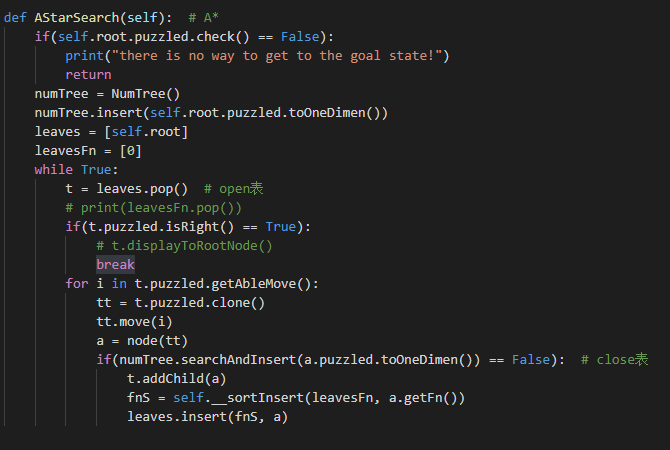 def AStarSearch(self):  # A*
    if(self.root.puzzled.check() == False):
        print("there is no way to get to the goal state!")
        return
    numTree = NumTree()
    numTree.insert(self.root.puzzled.toOneDimen())
    leaves = [self.root]
    leavesFn = [0]
    while True:
        t = leaves.pop()  # open表
        # print(leavesFn.pop())
        if(t.puzzled.isRight() == True):
            # t.displayToRootNode()
            break
        for i in t.puzzled.getAbleMove():
            tt = t.puzzled.clone()
            tt.move(i)
            a = node(tt)
            if(numTree.searchAndInsert(a.puzzled.toOneDimen()) == False):  # close表
                t.addChild(a)
                fnS = self.__sortInsert(leavesFn, a.getFn())
                leaves.insert(fnS, a)